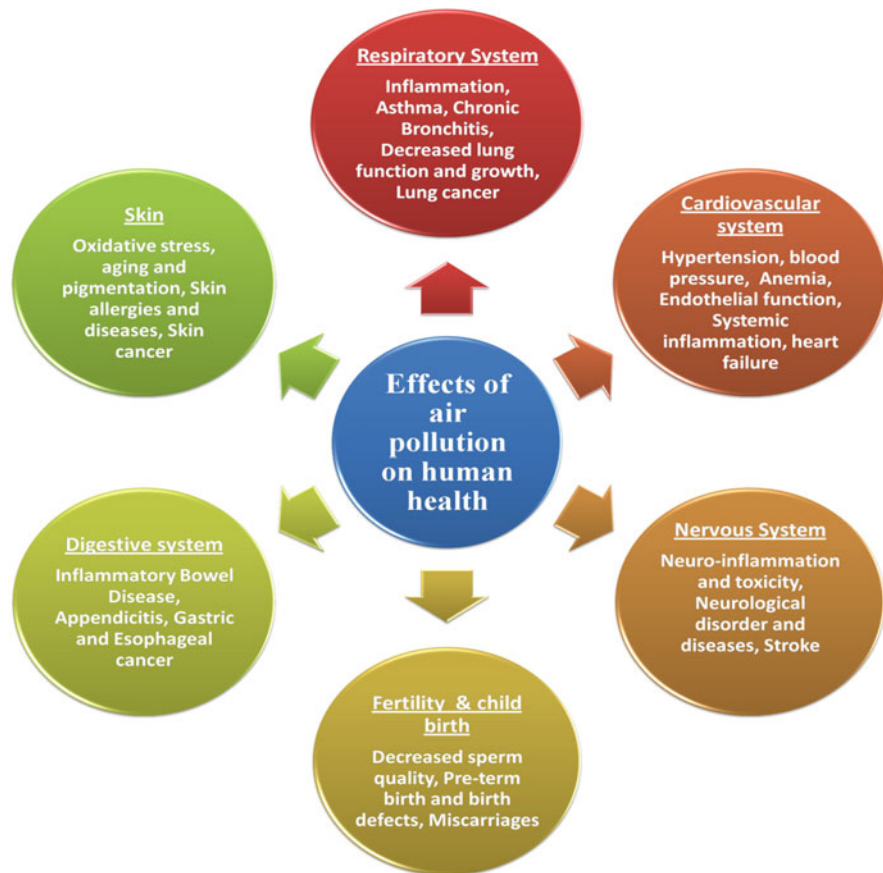 Respiratory System
Inflammation,
Asthma, Chronic
Bronchitis,
Decreased lung
function and growth,
Lung cancer
Skin
Oxidative stress,
aging and
pigmentation, Skin
allergies and
diseases, Skin
cancer
Cardiovascular
system
Hypertension, blood
pressure, Anemia,
Endothelial function,
Systemic
inflammation, heart
failure
Effects of
air
pollution
on human
health
Digestive system
Inflammatory Bowel
Disease,
Appendicitis, Gastric
and Esophageal
cancer
Nervous System
Neuro-inflammation
and toxicity,
Neurological
disorder and
diseases, Stroke
Fertility & child
birth
Decreased sperm
quality, Pre-term
birth and birth
defects, Miscarriages